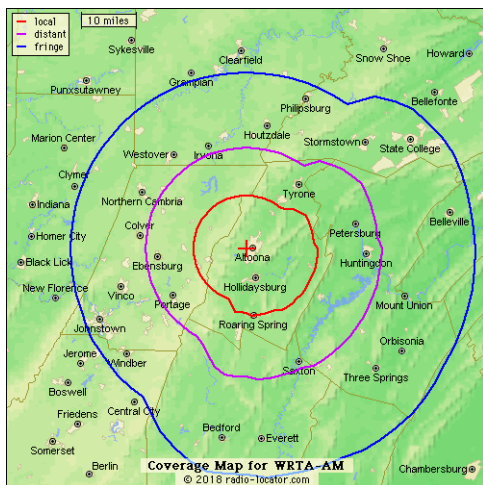 local
distant
fringe
10 miles
Sykesville
Clearfield
Snow Shoe
Howard
Punxsutawney
Grampian
Philipsburg
Bellefonte
Marion Center
Houtzdale
Stormstown
State College
Westover
Irvona
Clymer
Tyrone
Northern Cambria
Indiana
Belleville
Colver
Petersburg
Homer City
Altoona
Black Lick
Ebensburg
Huntingdon
Hollidaysburg
New Florence
Vinco
Portage
Mount Union
Johnstown
Roaring Spring
Orbisonia
Jerome
Windber
Saxton
Three Springs
Boswell
Central City
Friedens
Bedford
Everett
Somerset
Berlin
Chambersburg
Coverage Map for WRTA-AM
© 2018 radio-locator.com